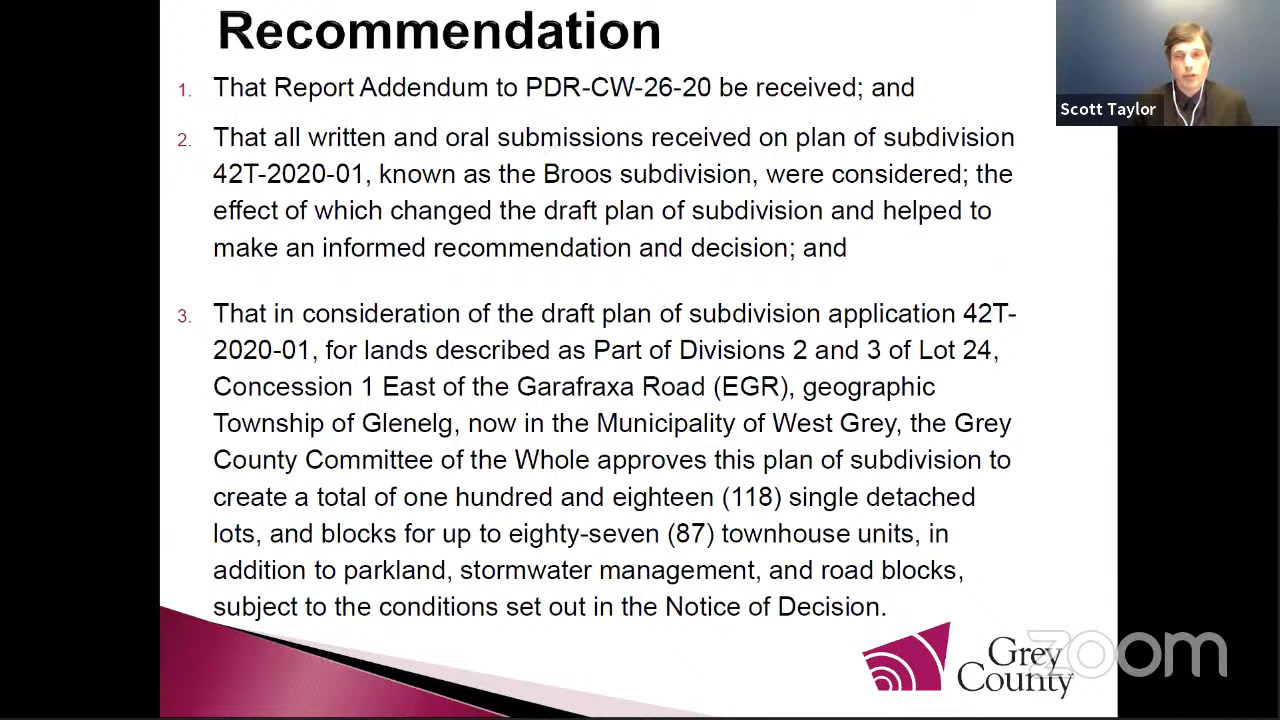 Recommendation
1. That Report Addendum to PDR-CW-26-20 be received; and
2. That all written and oral submissions received on plan of subdivision
42T-2020-01, known as the Broos subdivision, were considered; the
effect of which changed the draft plan of subdivision and helped to
make an informed recommendation and decision; and
3. That in consideration of the draft plan of subdivision application 42T-
2020-01, for lands described as Part of Divisions 2 and 3 of Lot 24,
Concession 1 East of the Garafraxa Road (EGR), geographic
Township of Glenelg, now in the Municipality of West Grey, the Grey
County Committee of the Whole approves this plan of subdivision to
create a total of one hundred and eighteen (118) single detached
lots, and blocks for up to eighty-seven (87) townhouse units, in
addition to parkland, stormwater management, and road blocks,
subject to the conditions set out in the Notice of Decision.
Scott Taylor
Grey
County
zoom